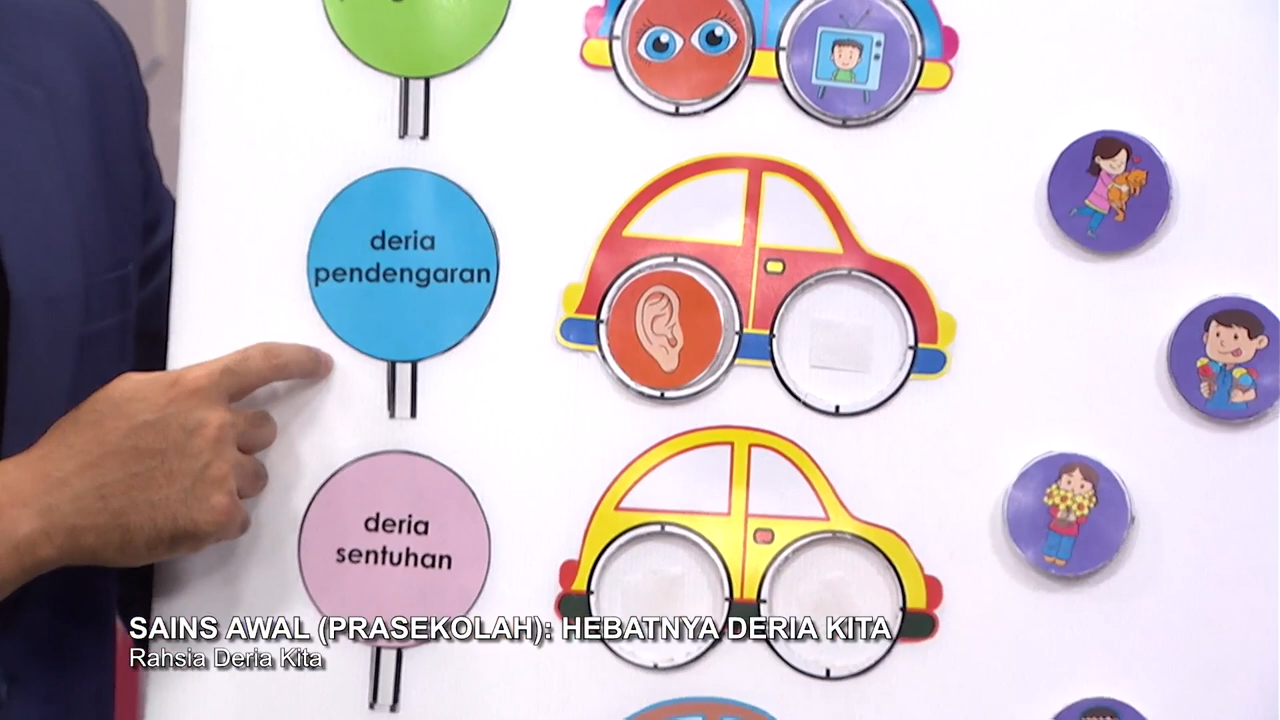 deria
pendengaran
deria
sentuhan
SAINS AWAL (PRASEKOLAH): HEBATNYA DERIA KITA
Rahsia Deria Kita